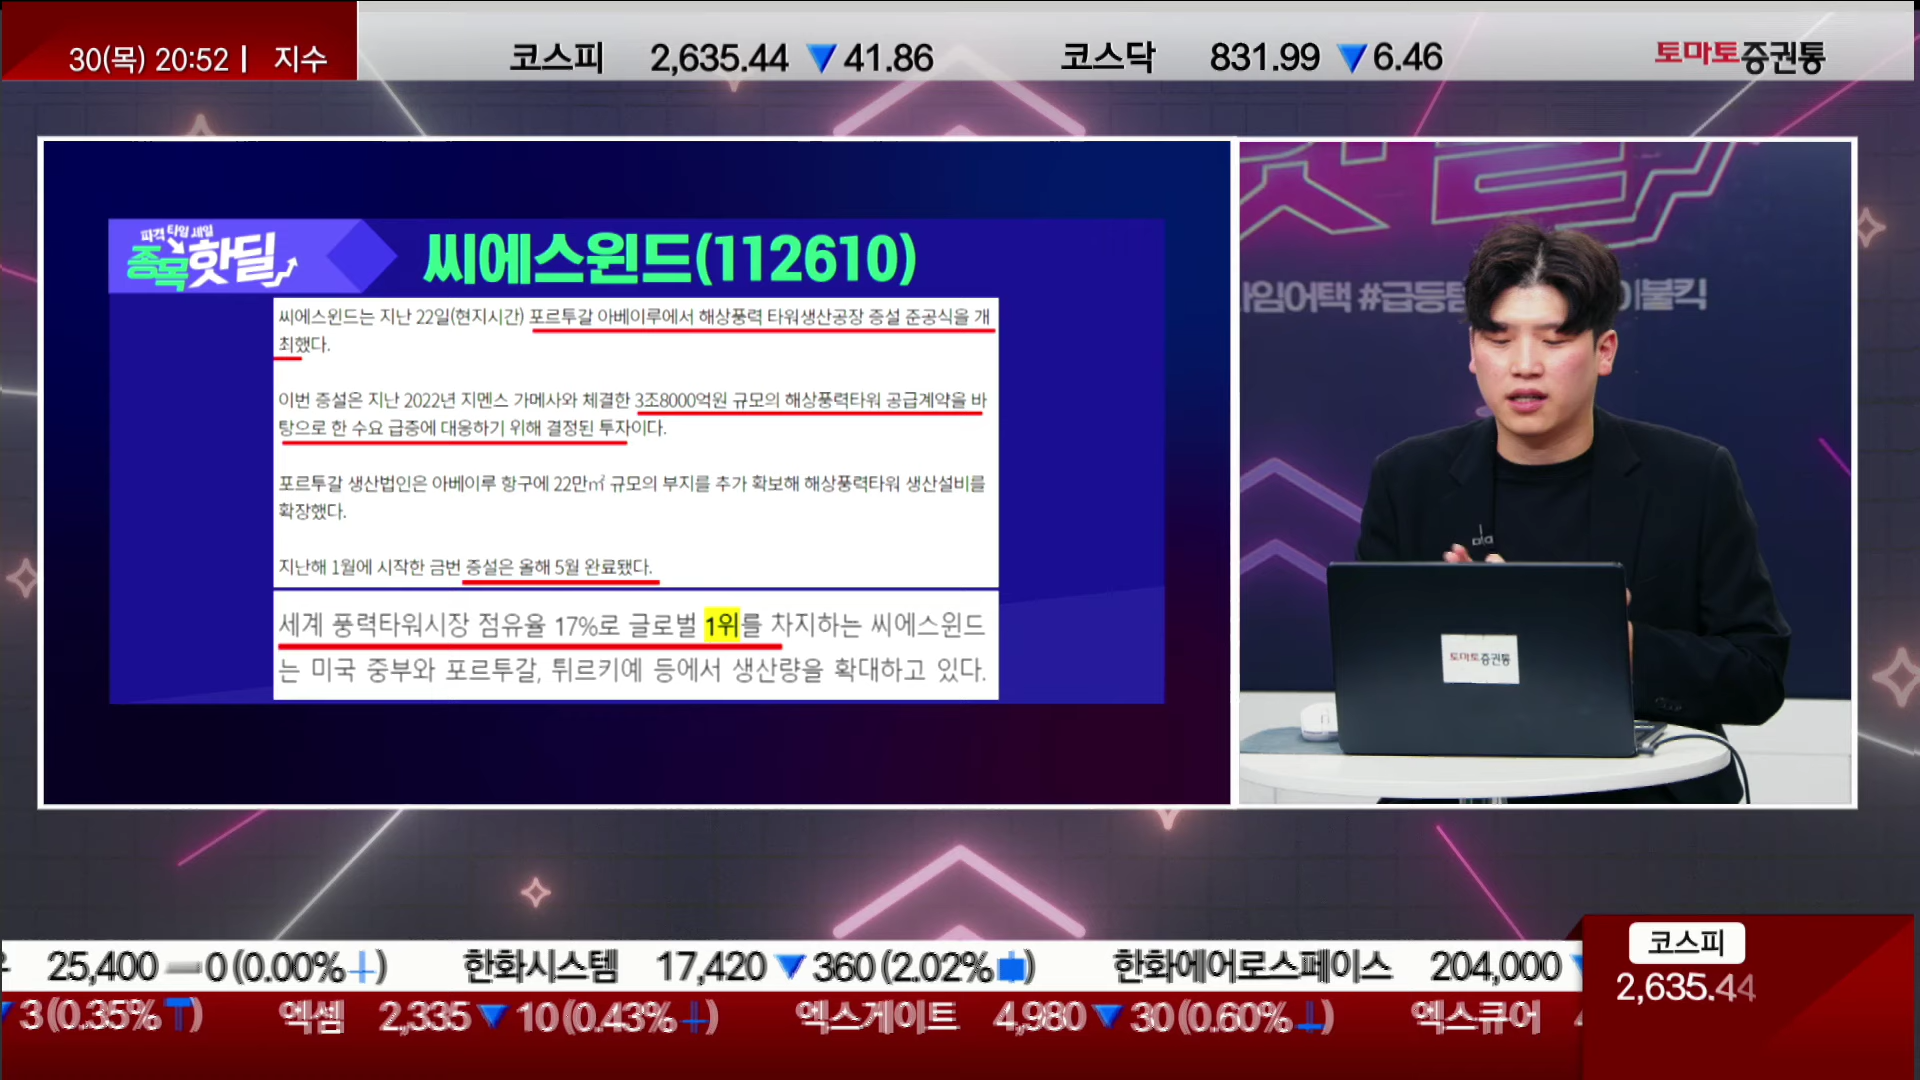 30(목) 20:52 | 지수
코스피 2,635.44 ▼ 41.86
코스닥 831.99 ▼ 6.46
토마토증권통
파격 타임 세일
종목핫딜
씨에스윈드(112610)
씨에스윈드는 지난 22일(현지시간) 포르투갈 아베이루에서 해상풍력 타워생산공장 증설 준공식을 개
최했다.
이번 증설은 지난 2022년 지멘스 가메사와 체결한 3조8000억원 규모의 해상풍력타워 공급계약을 바
탕으로 한 수요 급증에 대응하기 위해 결정된 투자이다.
포르투갈 생산법인은 아베이루 항구에 22만㎡ 규모의 부지를 추가 확보해 해상풍력타워 생산설비를
확장했다.
지난해 1월에 시작한 금번 증설은 올해 5월 완료됐다.
세계 풍력타워시장 점유율 17%로 글로벌 1위를 차지하는 씨에스윈드
는 미국 중부와 포르투갈, 튀르키예 등에서 생산량을 확대하고 있다.
토마토증권통
25,400 0 (0.00%) 한화시스템 17,420 ▼ 360 (2.02%) 한화에어로스페이스 204,000
3 (0.35%) 엑셈 2,335 ▼ 10 (0.43%) 엑스게이트 4,980 ▼ 30 (0.60%) 엑스큐어
코스피
2,635.44